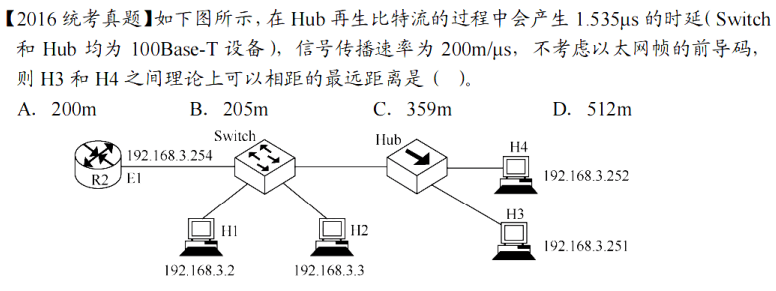 【2016 统考真题】如下图所示，在 Hub 再生比特流的过程中会产生 1.535μs 的时延（Switch
和 Hub 均为 100Base-T 设备），信号传播速率为 200m/μs，不考虑以太网帧的前导码，
则 H3 和 H4 之间理论上可以相距的最远距离是（ ）。
A. 200m B. 205m C. 359m D. 512m
Switch
Hub
H4
192.168.3.254
R2
E1
192.168.3.252
H1
H2
H3
192.168.3.251
192.168.3.2
192.168.3.3